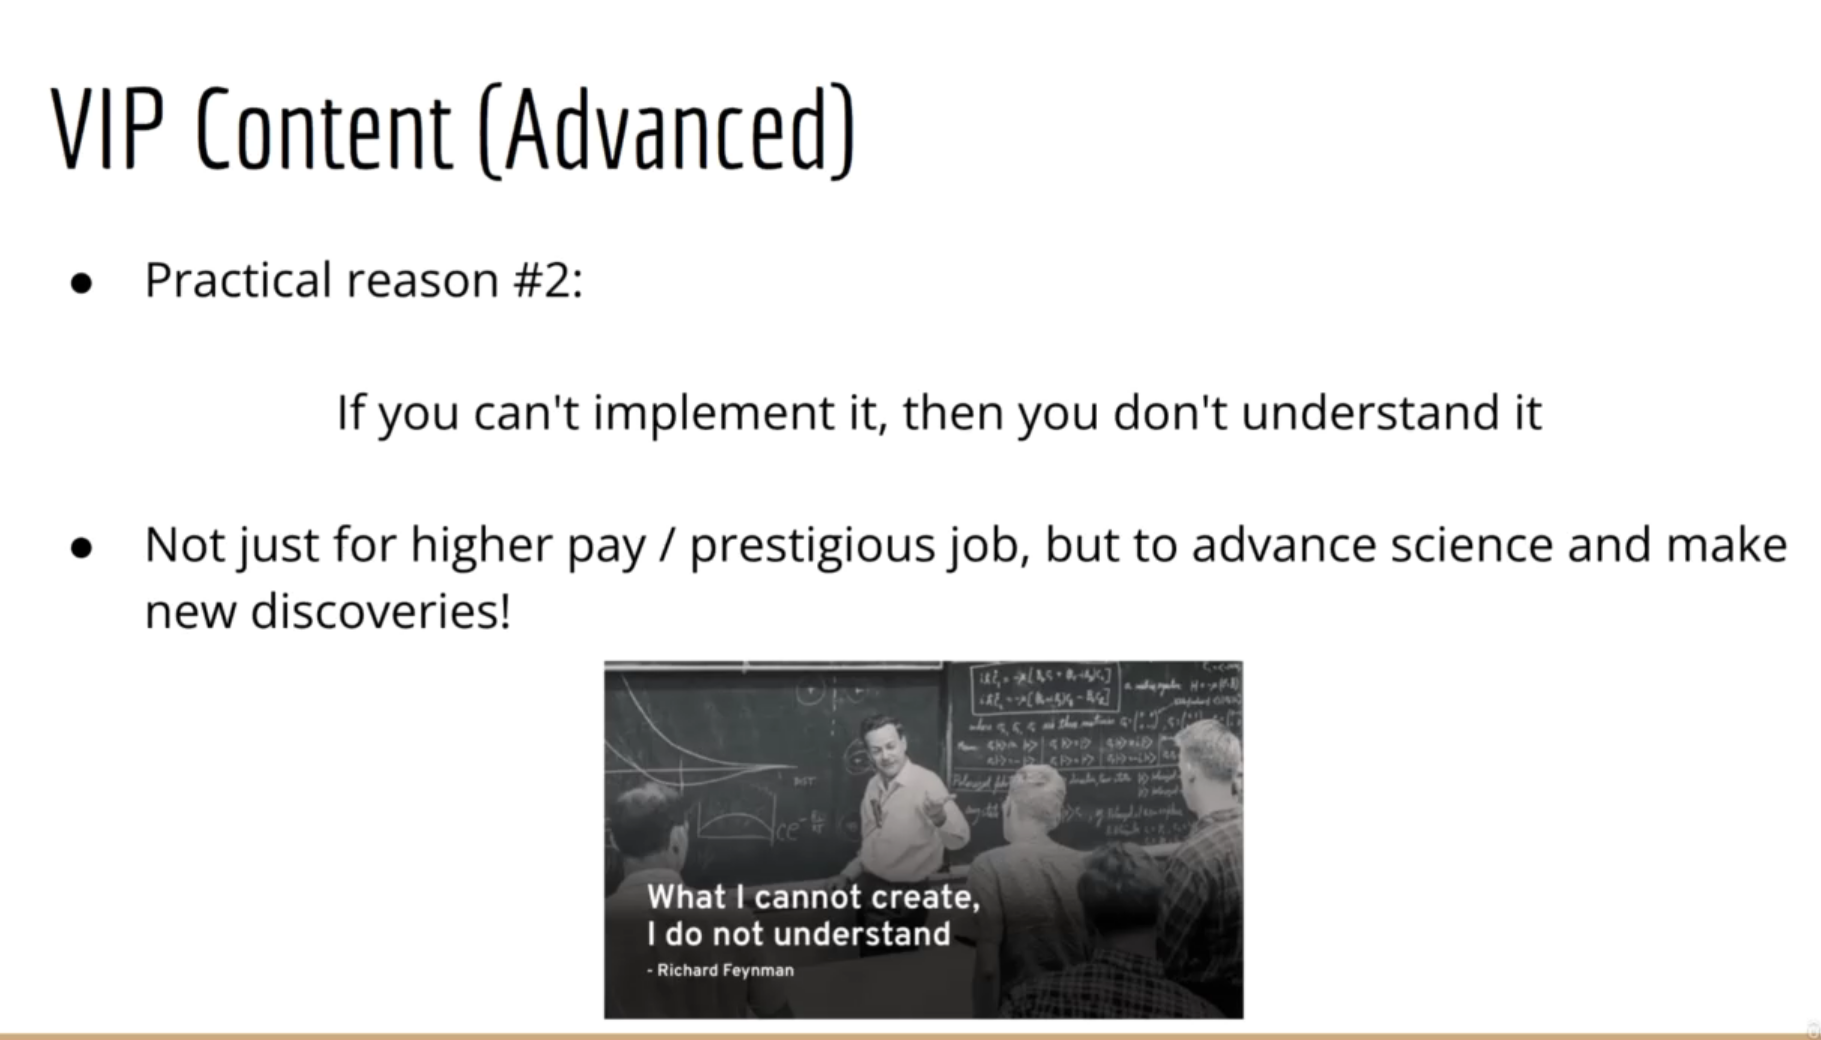 VIP Content (Advanced)
● Practical reason #2:
If you can't implement it, then you don't understand it
● Not just for higher pay / prestigious job, but to advance science and make
new discoveries!
What I cannot create,
I do not understand
- Richard Feynman